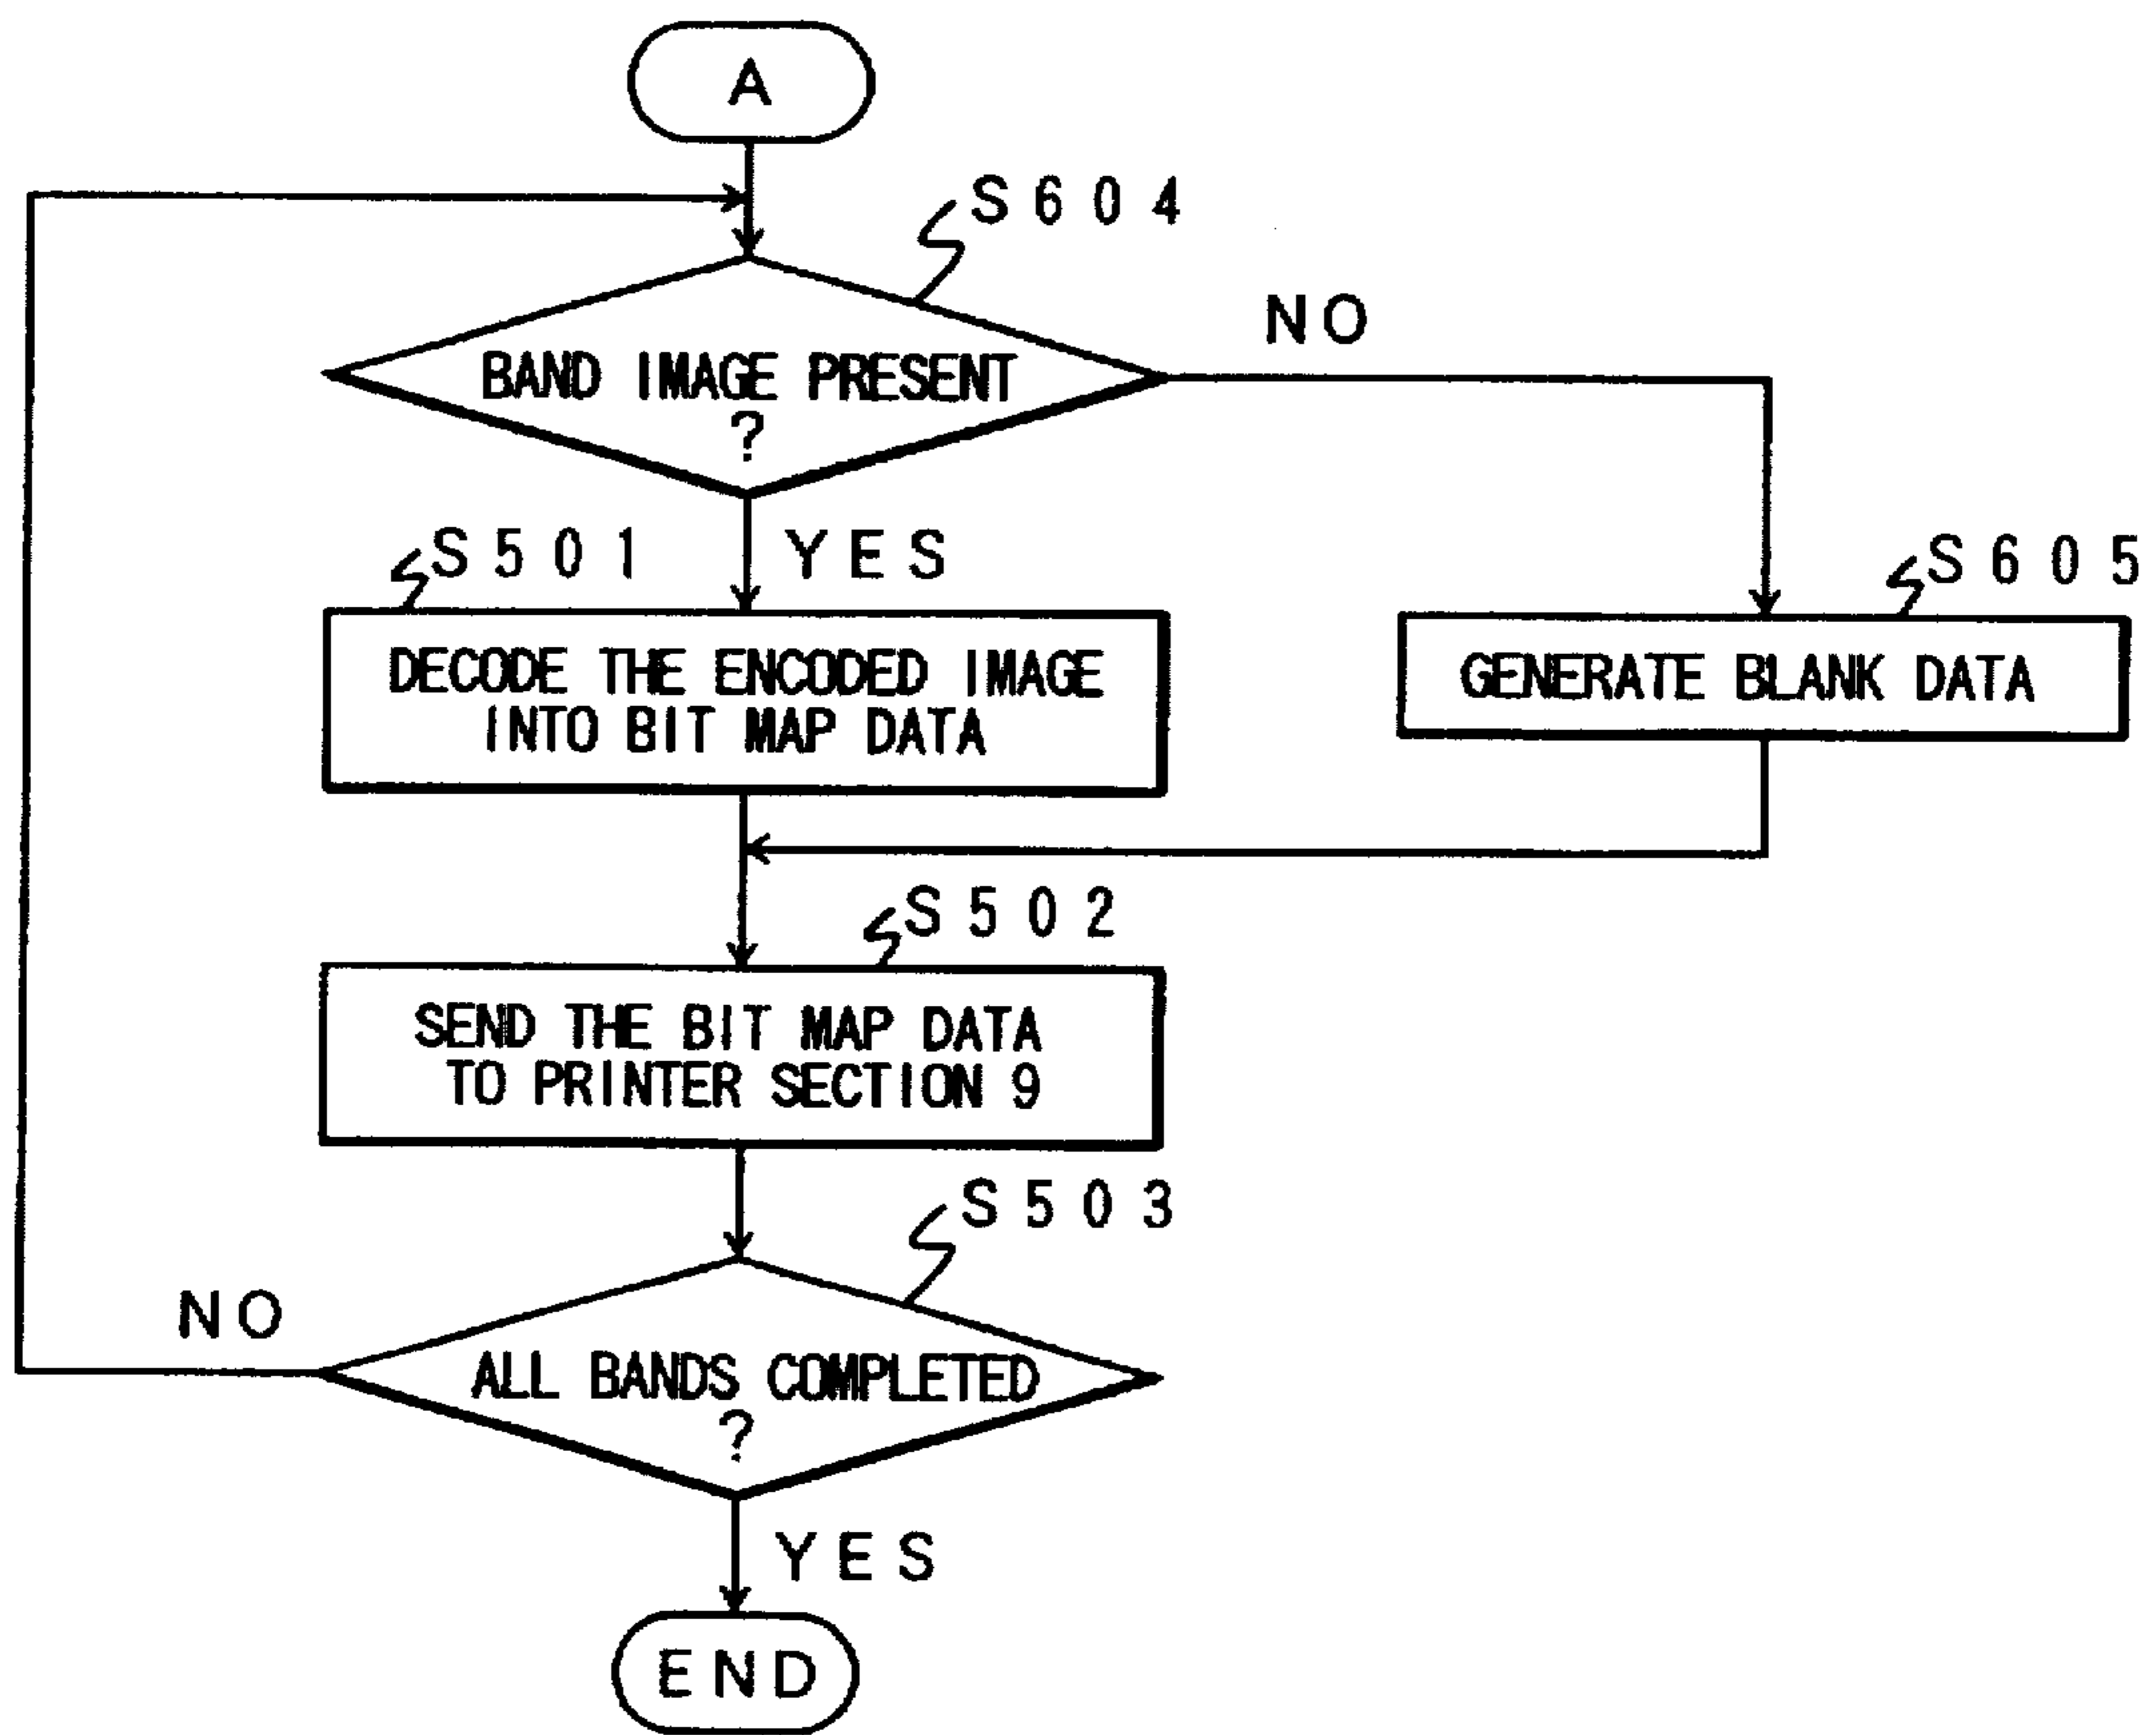 A
S604
BAND IMAGE PRESENT
?
NO
YES
S501
DECODE THE ENCODED IMAGE
INTO BIT MAP DATA
S605
GENERATE BLANK DATA
S502
SEND THE BIT MAP DATA
TO PRINTER SECTION 9
S503
ALL BANDS COMPLETED
?
NO
YES
END